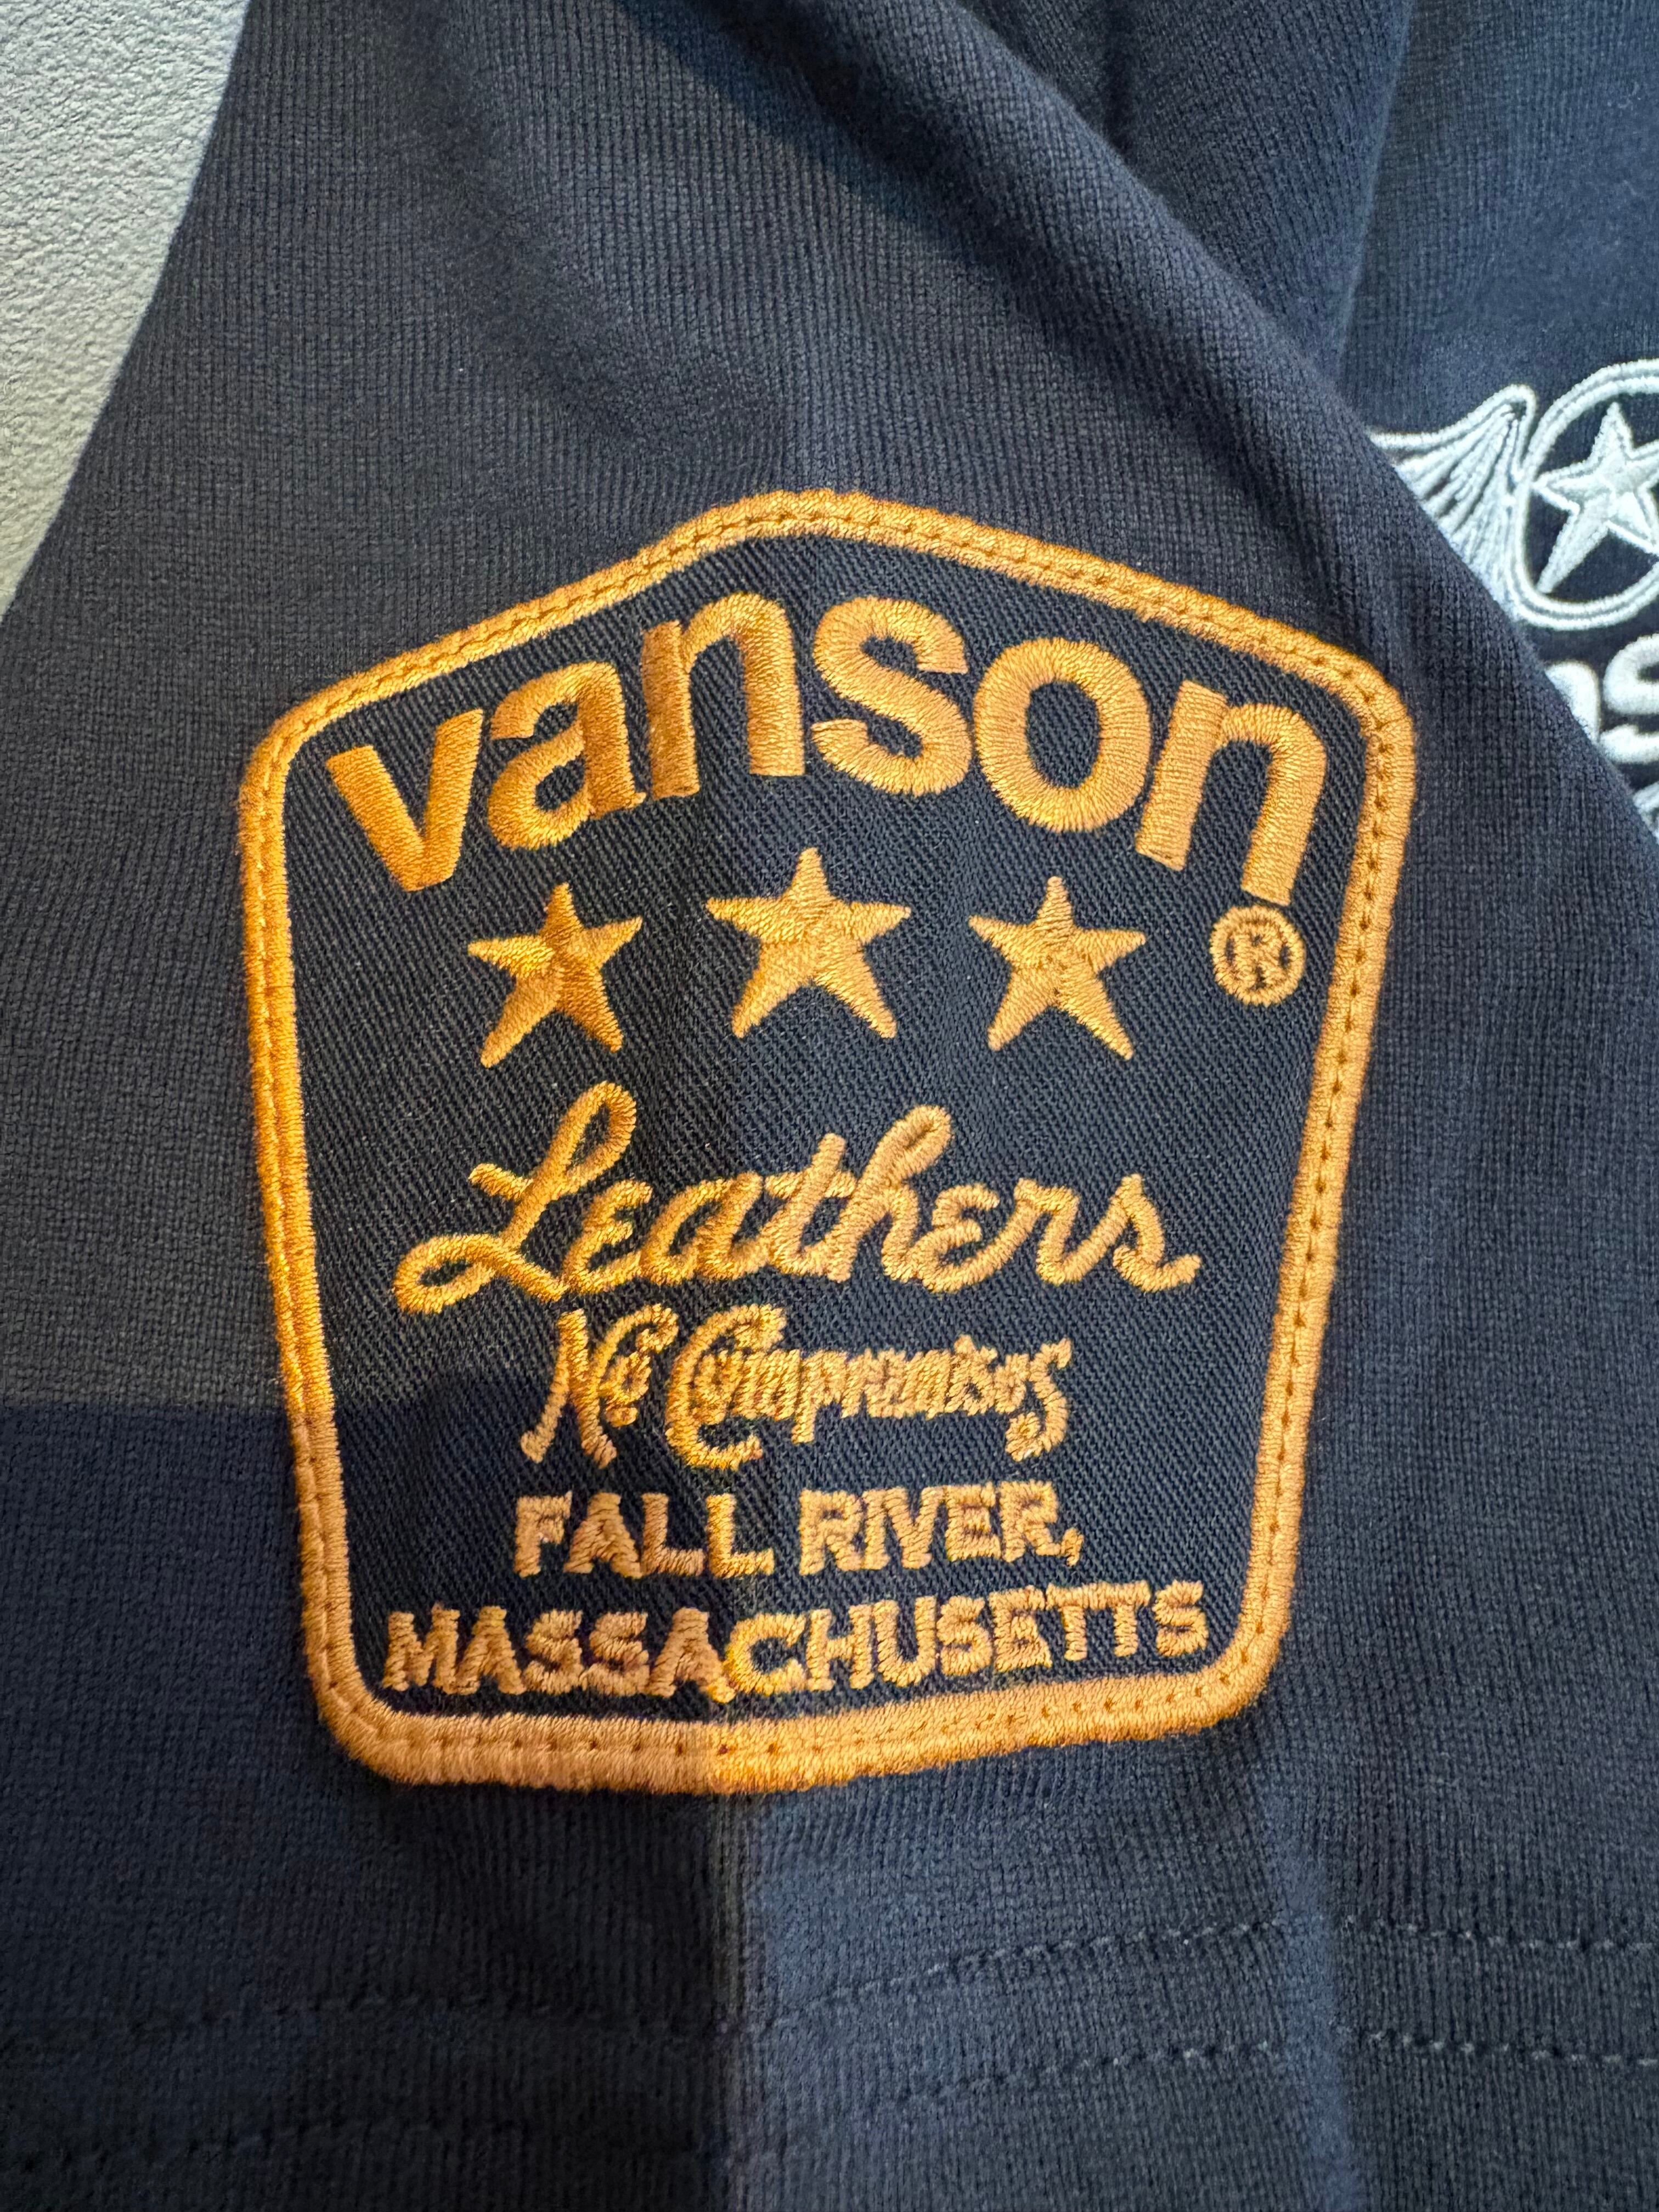 vanson
®
Leathers
No Compromises
FALL RIVER,
MASSACHUSETTS